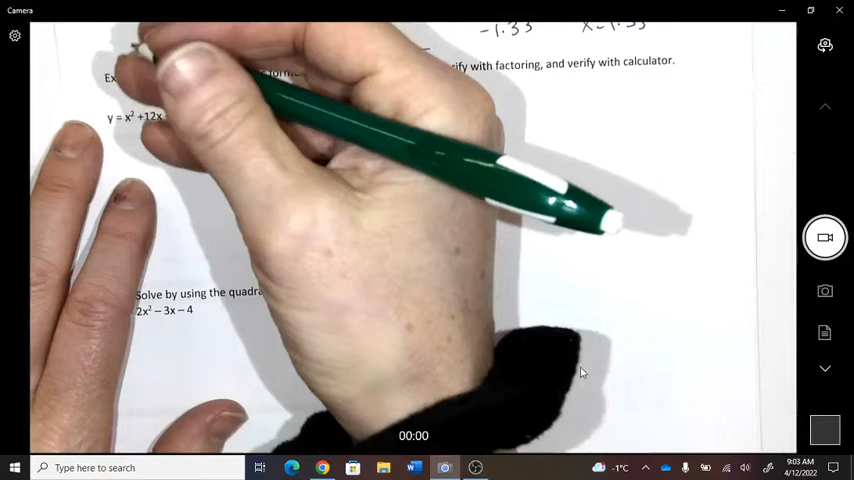 Camera
-1.33 x=1.33
Ex formu rify with factoring, and verify with calculator.
y = x² +12x
Solve by using the quadra
2x² – 3x – 4
00:00
Type here to search
-1°C
9:03 AM
4/12/2022